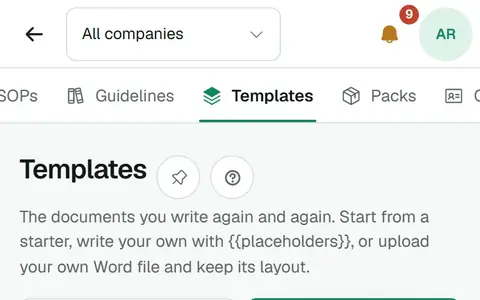 All companies
9
AR
SOPs
Guidelines
Templates
Packs
Templates
The documents you write again and again. Start from a
starter, write your own with {{placeholders}}, or upload
your own Word file and keep its layout.